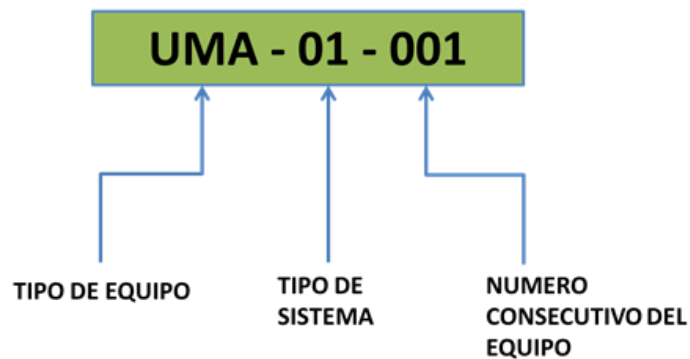 UMA - 01 - 001
TIPO DE EQUIPO
TIPO DE
SISTEMA
NUMERO
CONSECUTIVO DEL
EQUIPO